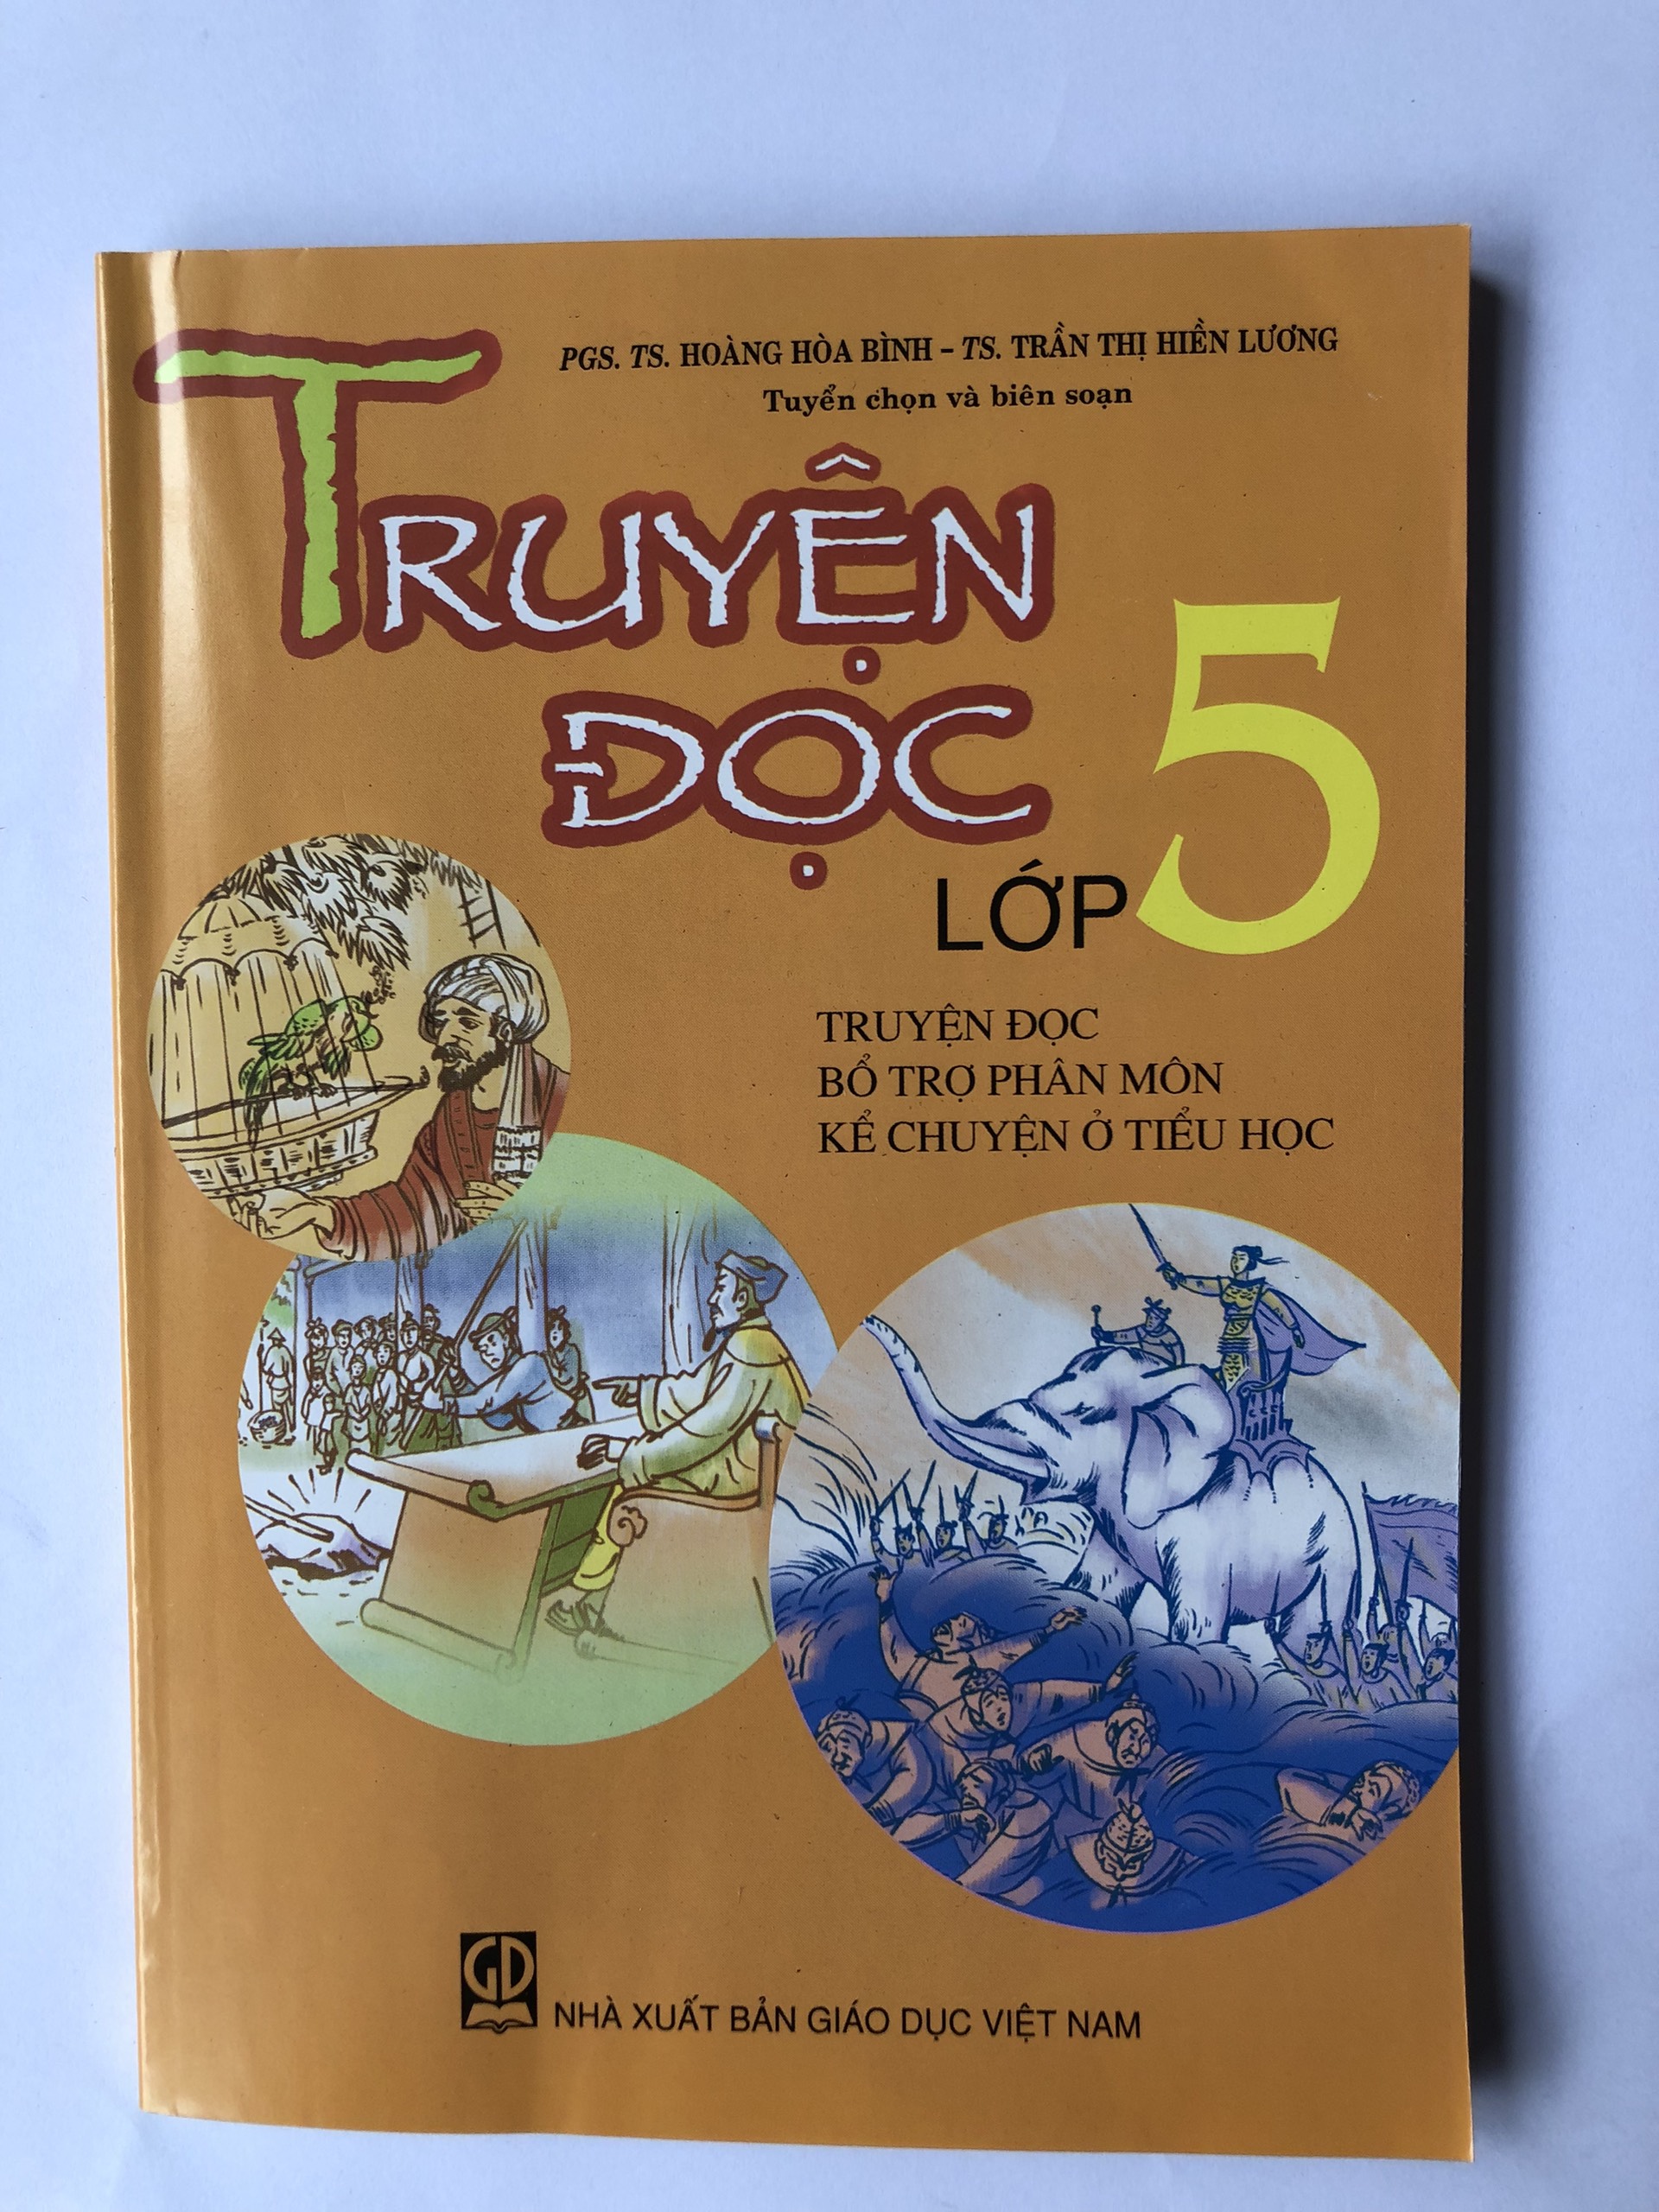 PGS. TS. HOÀNG HÒA BÌNH – TS. TRẦN THỊ HIỀN LƯƠNG
Tuyển chọn và biên soạn
TRUYỆN
ĐỌC
LỚP 5
TRUYỆN ĐỌC
BỔ TRỢ PHÂN MÔN
KỂ CHUYỆN Ở TIỂU HỌC
GD
NHÀ XUẤT BẢN GIÁO DỤC VIỆT NAM